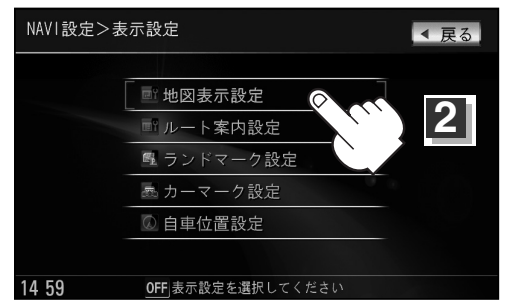 NAVI設定＞表示設定
戻る
地図表示設定
ルート案内設定
ランドマーク設定
カーマーク設定
自車位置設定
2
14 59
OFF 表示設定を選択してください